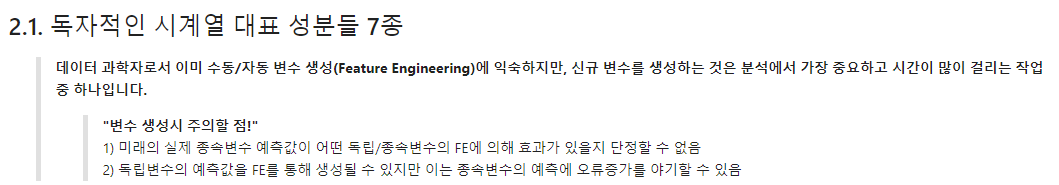 2.1. 독자적인 시계열 대표 성분들 7종
데이터 과학자로서 이미 수동/자동 변수 생성(Feature Engineering)에 익숙하지만, 신규 변수를 생성하는 것은 분석에서 가장 중요하고 시간이 많이 걸리는 작업
중 하나입니다.
"변수 생성시 주의할 점!"
1) 미래의 실제 종속변수 예측값이 어떤 독립/종속변수의 FE에 의해 효과가 있을지 단정할 수 없음
2) 독립변수의 예측값을 FE를 통해 생성될 수 있지만 이는 종속변수의 예측에 오류증가를 야기할 수 있음